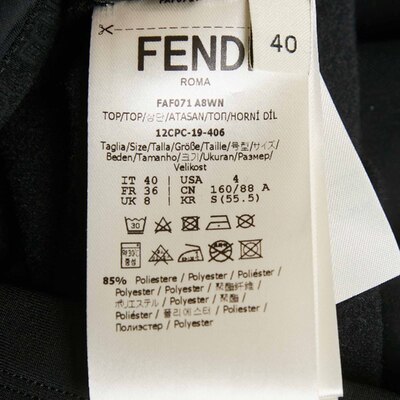 FENDI
40
ROMA
FAF071 A8WN
TOP/TOP/상단/ATASAN/ТОП/HORNÍ DÍL
12CPC-19-406
Taglia/Size/Talla/Größe/Taille/号型/サイズ/
Beden/Tamanho/크기/Ukuran/Размер/
Velikost
IT 40 | USA 4
FR 36 | CN 160/88 A
UK 8 | KR S(55.5)
30
85% Poliestere / Polyester / Poliéster /
Polyester / Polyester / 聚酯纤维 /
ポリエステル / Polyester / 聚酯 /
Poliéster / 폴리에스터 / Poliester /
Полиэстер / Polyester